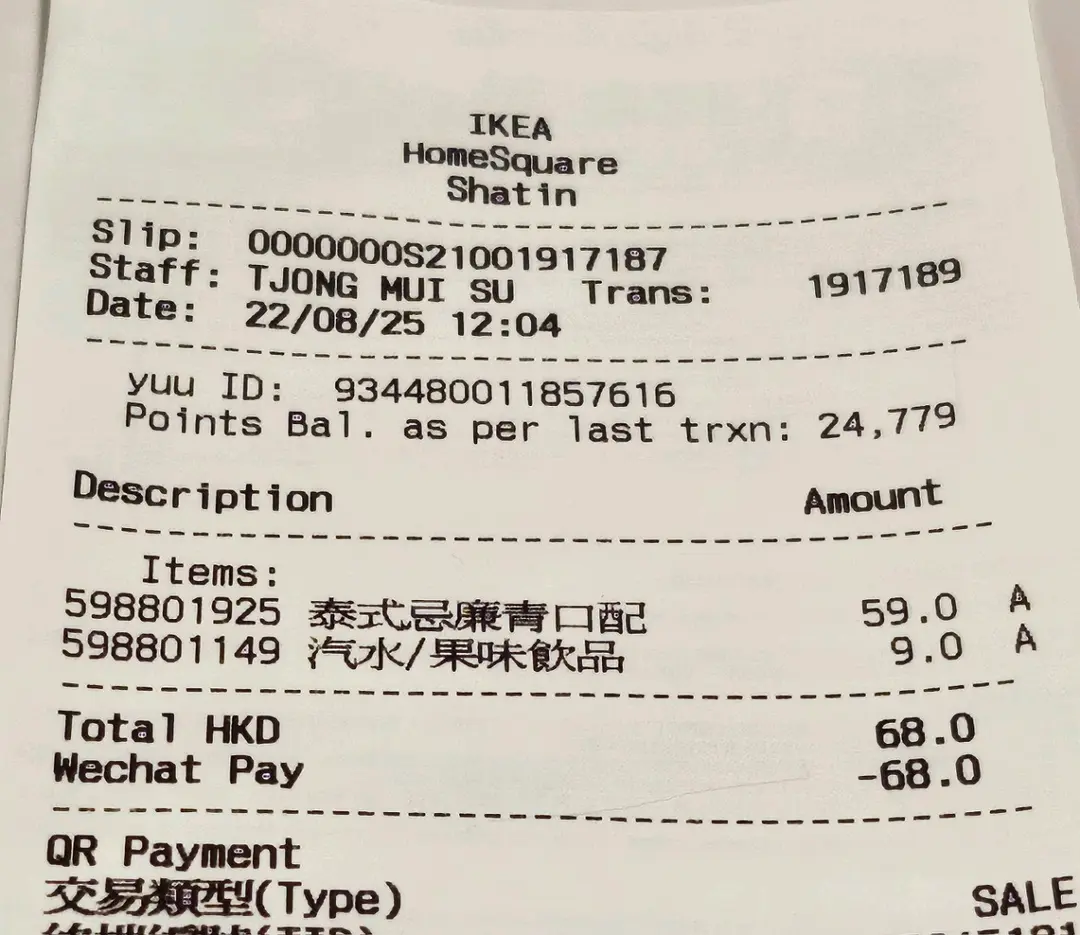 IKEA
HomeSquare
Shatin
Slip: 0000000S21001917187
Staff: TJONG MUI SU Trans: 1917189
Date: 22/08/25 12:04
yuu ID: 9344800011857616
Points Bal. as per last trxn: 24,779
Description Amount
Items:
598801925 泰式忌廉青口配 59.0 A
598801149 汽水/果味飲品 9.0 A
Total HKD 68.0
Wechat Pay -68.0
QR Payment
交易類型(Type) SALE